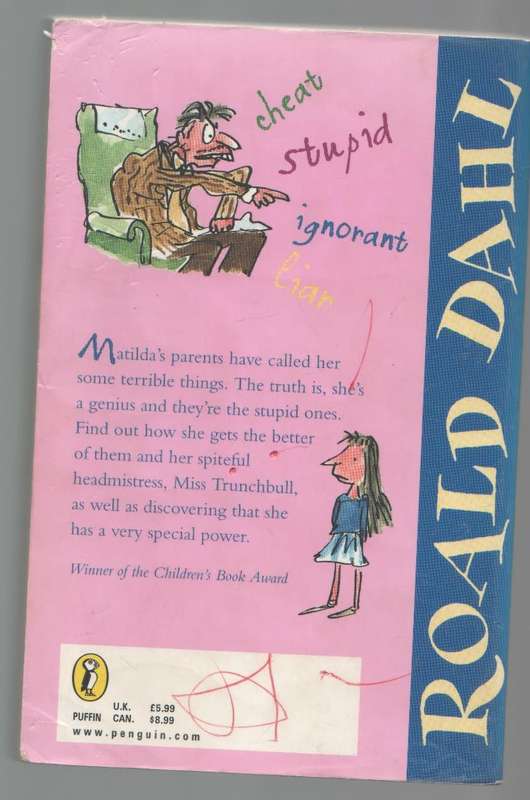 cheat
stupid
ignorant
liar
Matilda's parents have called her
some terrible things. The truth is, she's
a genius and they're the stupid ones.
Find out how she gets the better
of them and her spiteful
headmistress, Miss Trunchbull,
as well as discovering that she
has a very special power.
Winner of the Children's Book Award
U.K. £5.99
PUFFIN CAN. $8.99
www.penguin.com
ROALD DAHL